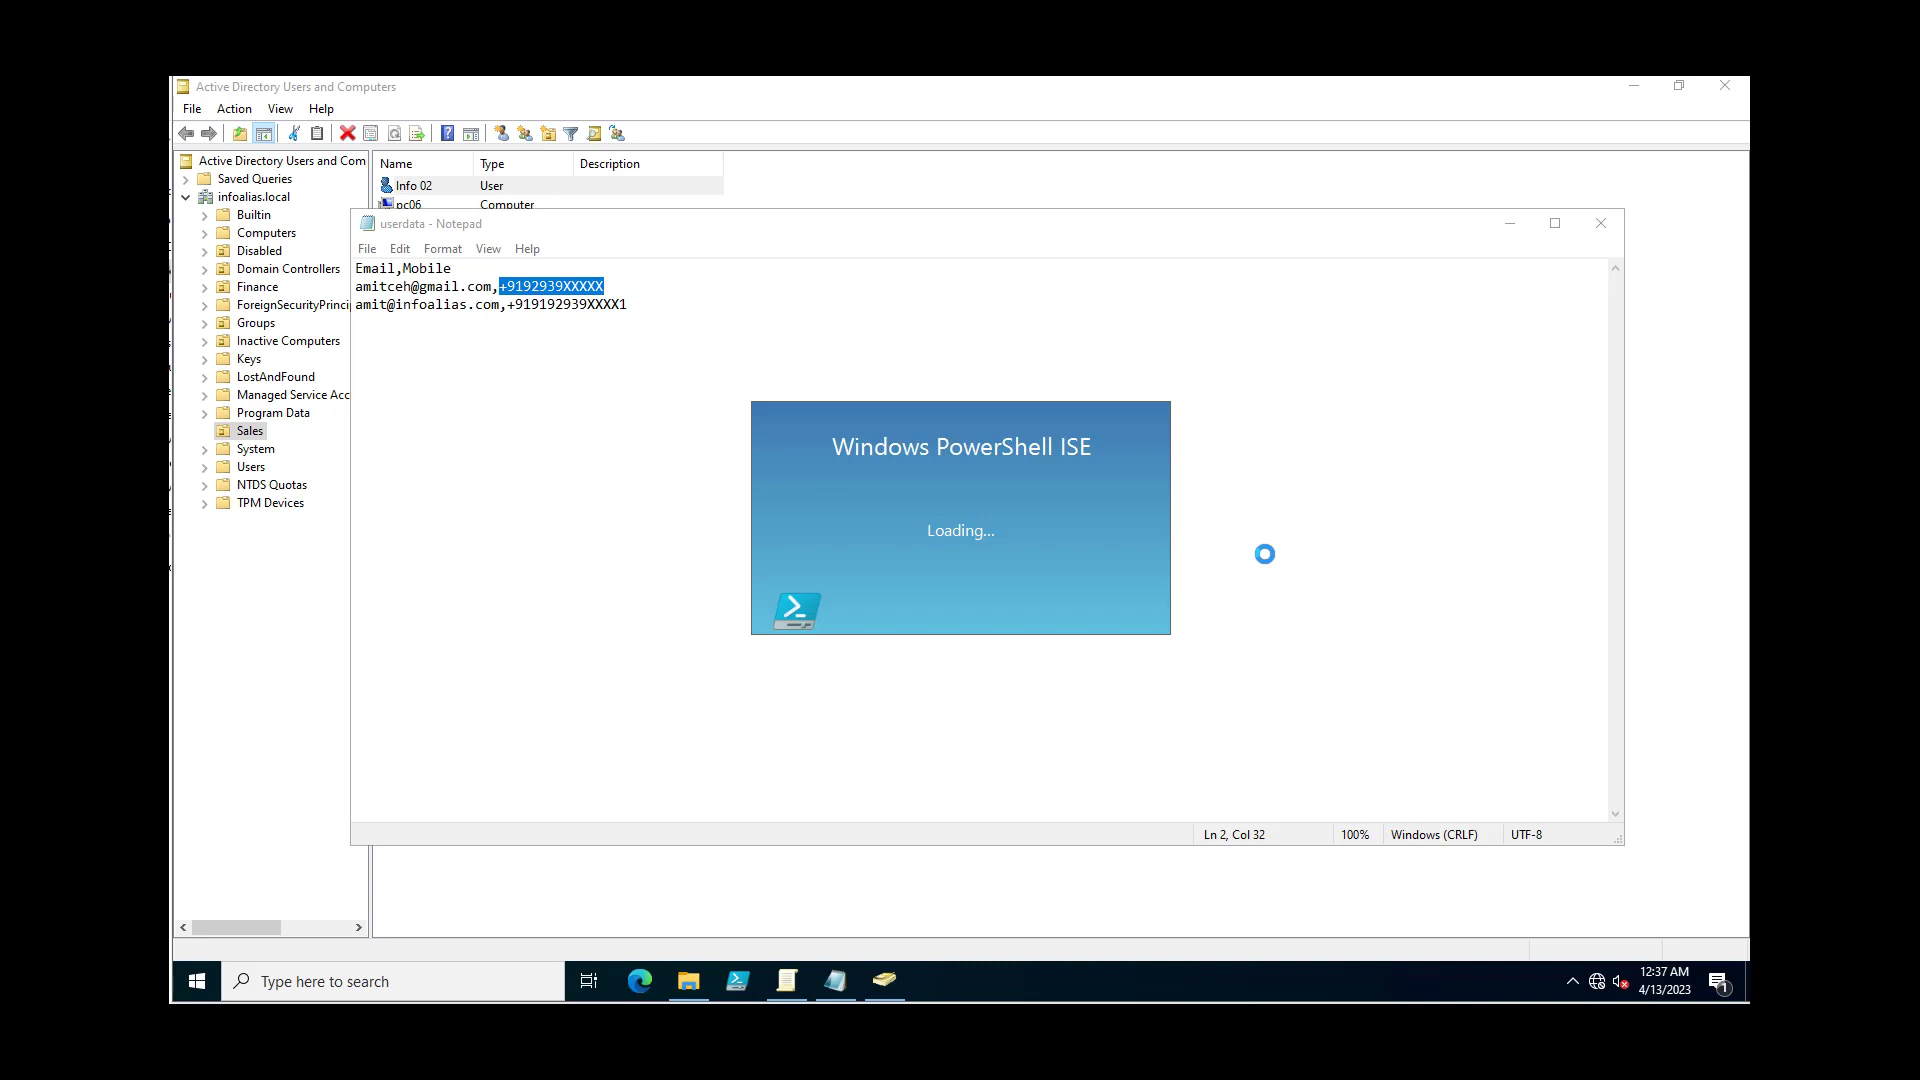 Active Directory Users and Computers
File Action View Help
Active Directory Users and Com
Saved Queries
infoalias.local
Builtin
Computers
Disabled
Domain Controllers
Finance
ForeignSecurityPrinci
Groups
Inactive Computers
Keys
LostAndFound
Managed Service Acc
Program Data
Sales
System
Users
NTDS Quotas
TPM Devices
Name Type Description
Info 02 User
pc06 Computer
userdata - Notepad
File Edit Format View Help
Email,Mobile
amitceh@gmail.com,+9192939XXXXX
amit@infoalias.com,+919192939XXXX1
Windows PowerShell ISE
Loading...
Ln 2, Col 32 100% Windows (CRLF) UTF-8
Type here to search
12:37 AM
4/13/2023
1